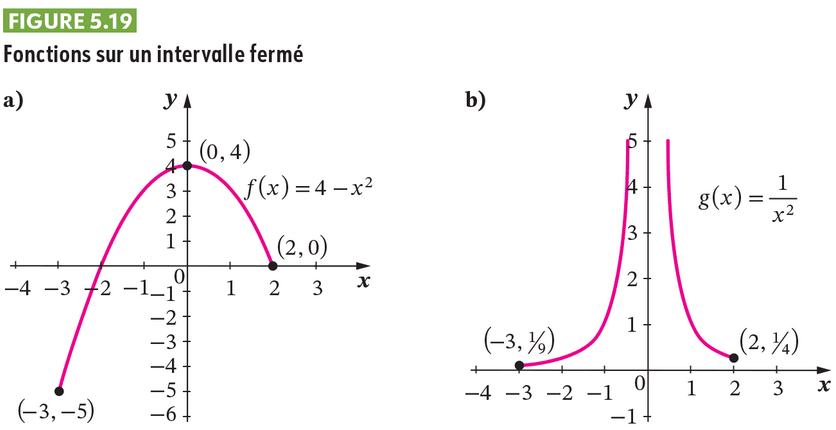 FIGURE 5.19
Fonctions sur un intervalle fermé
a)
y
5
(0, 4)
4
f(x) = 4 − x²
3
2
1
(2, 0)
0
−4 −3 −2 −1 1 2 3 x
−1
−2
−3
−4
−5
(−3, −5)
−6
b)
y
5
4
g(x) = 1/x²
3
2
1
(−3, ⅑)
(2, ¼)
0
−4 −3 −2 −1 1 2 3 x
−1